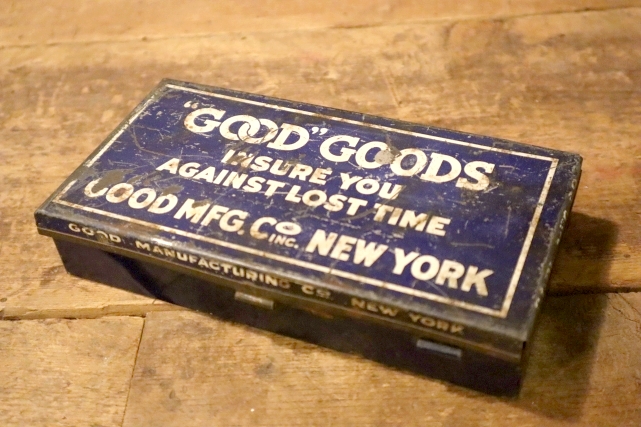 "GOOD" GOODS
INSURE YOU
AGAINST LOST TIME
GOOD MFG. Co INC. NEW YORK
GOOD MANUFACTURING CO. NEW YORK